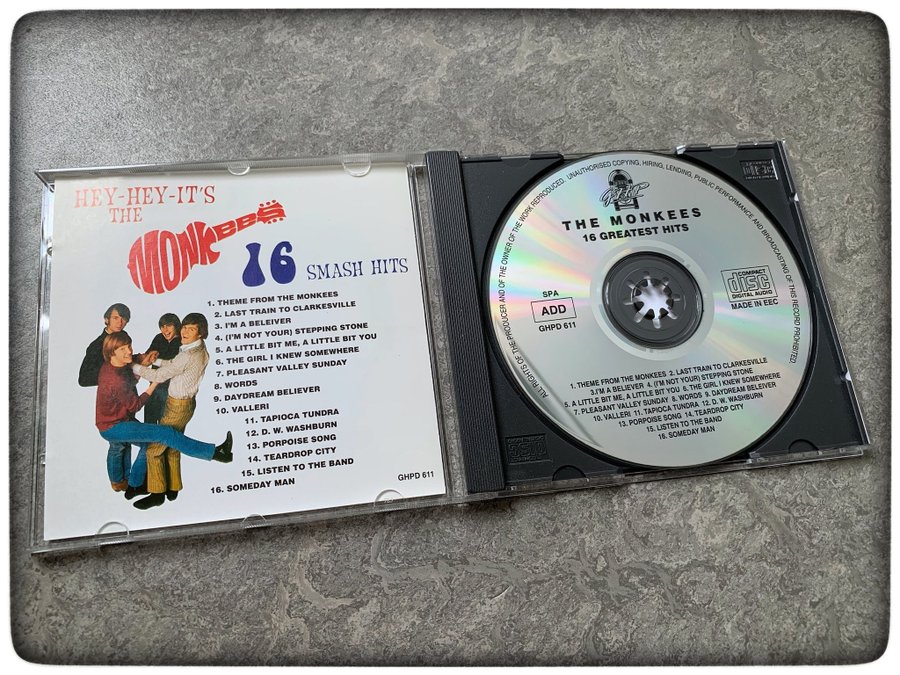 HEY-HEY-IT'S
THE
MONKEES
16 SMASH HITS
1. THEME FROM THE MONKEES
2. LAST TRAIN TO CLARKESVILLE
3. I'M A BELEIVER
4. (I'M NOT YOUR) STEPPING STONE
5. A LITTLE BIT ME, A LITTLE BIT YOU
6. THE GIRL I KNEW SOMEWHERE
7. PLEASANT VALLEY SUNDAY
8. WORDS
9. DAYDREAM BELIEVER
10. VALLERI
11. TAPIOCA TUNDRA
12. D. W. WASHBURN
13. PORPOISE SONG
14. TEARDROP CITY
15. LISTEN TO THE BAND
16. SOMEDAY MAN
GHPD 611
ALL RIGHTS OF THE PRODUCER AND OF THE OWNER OF THE WORK REPRODUCED. UNAUTHORISED COPYING, HIRING, LENDING, PUBLIC PERFORMANCE AND BROADCASTING OF THIS RECORD PROHIBITED
THE MONKEES
16 GREATEST HITS
SPA
ADD
GHPD 611
COMPACT
disc
DIGITAL AUDIO
MADE IN EEC
1. THEME FROM THE MONKEES 2. LAST TRAIN TO CLARKESVILLE
3.I'M A BELEIVER 4. (I'M NOT YOUR) STEPPING STONE
5. A LITTLE BIT ME, A LITTLE BIT YOU 6. THE GIRL I KNEW SOMEWHERE
7. PLEASANT VALLEY SUNDAY 8. WORDS 9. DAYDREAM BELEIVER
10. VALLERI 11. TAPIOCA TUNDRA 12. D. W. WASHBURN
13. PORPOISE SONG 14. TEARDROP CITY
15. LISTEN TO THE BAND
16. SOMEDAY MAN
disc